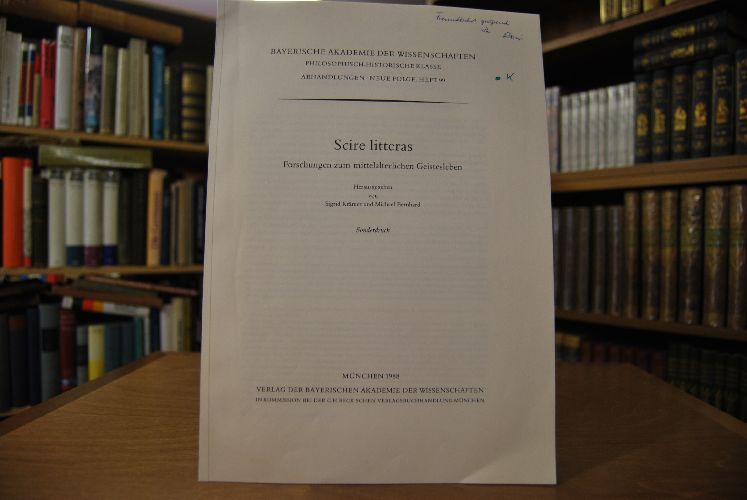 Freundlichst grüßend
BAYERISCHE AKADEMIE DER WISSENSCHAFTEN
PHILOSOPHISCH-HISTORISCHE KLASSE
ABHANDLUNGEN · NEUE FOLGE, HEFT 99
K
Scire litteras
Forschungen zum mittelalterlichen Geistesleben
Herausgegeben
von
Sigrid Krämer und Michael Bernhard
Sonderdruck
MÜNCHEN 1988
VERLAG DER BAYERISCHEN AKADEMIE DER WISSENSCHAFTEN
IN KOMMISSION BEI DER C.H.BECK'SCHEN VERLAGSBUCHHANDLUNG MÜNCHEN